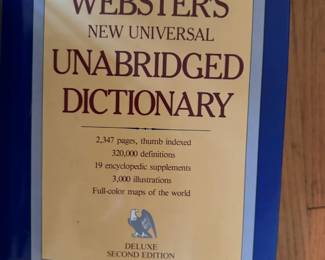 WEBSTER'S
NEW UNIVERSAL
UNABRIDGED
DICTIONARY
2,347 pages, thumb indexed
320,000 definitions
19 encyclopedic supplements
3,000 illustrations
Full-color maps of the world
DELUXE
SECOND EDITION